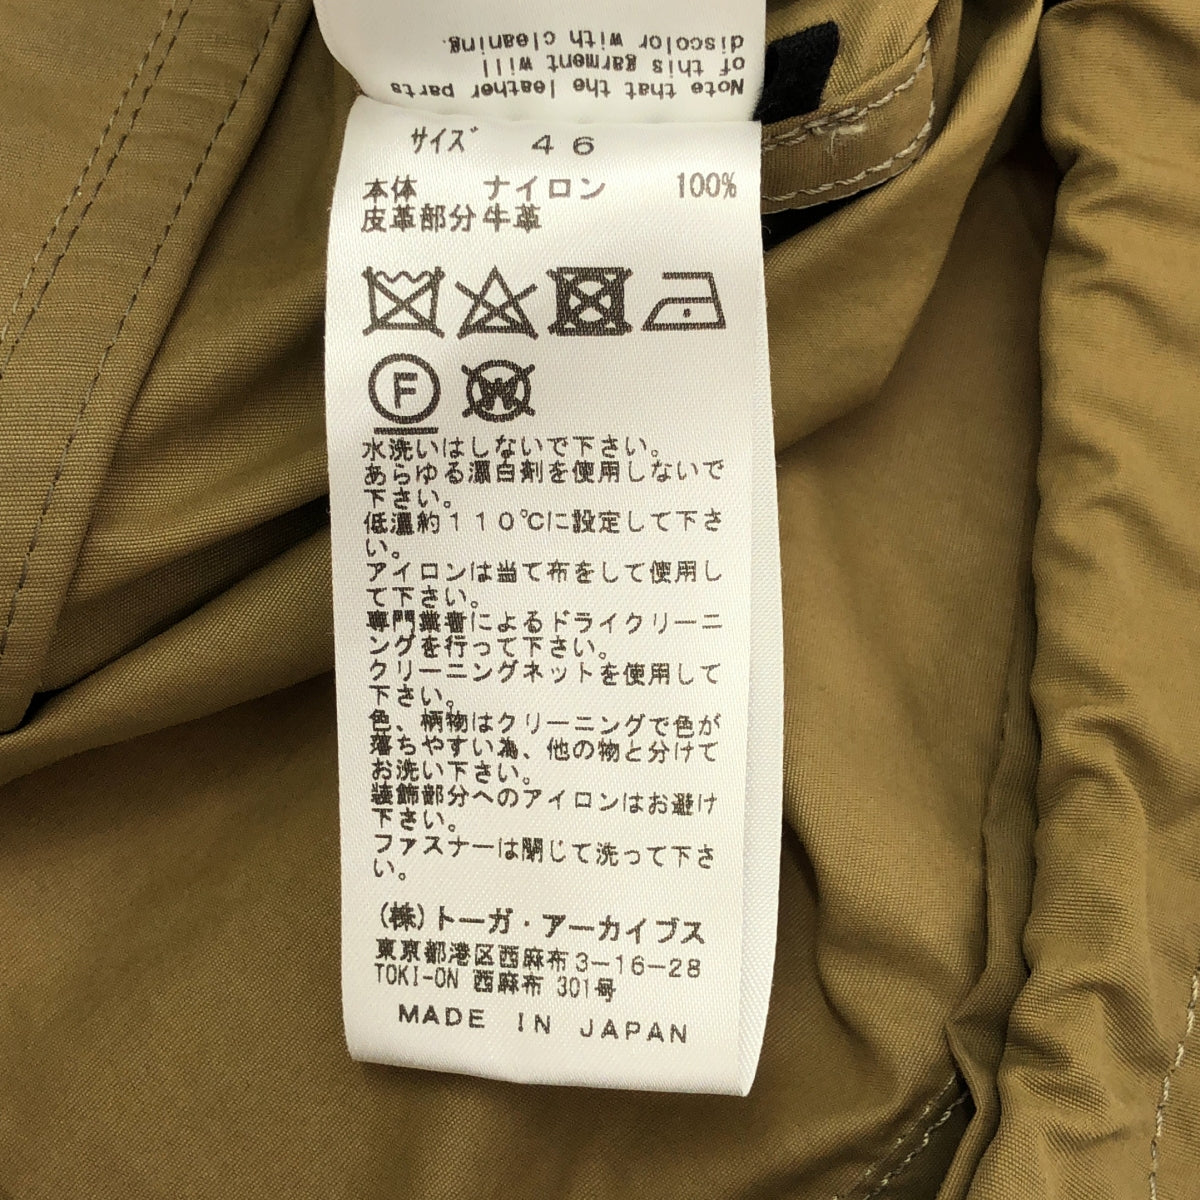 Note that the leather parts
of this garment will
discolor with cleaning.
サイズ 46
本体 ナイロン 100%
皮革部分 牛革
F
W
水洗いはしないで下さい。
あらゆる漂白剤を使用しないで
下さい。
低温約110℃に設定して下さ
い。
アイロンは当て布をして使用し
て下さい。
専門業者によるドライクリーニ
ングを行って下さい。
クリーニングネットを使用して
下さい。
色、柄物はクリーニングで色が
落ちやすい為、他の物と分けて
お洗い下さい。
装飾部分へのアイロンはお避け
下さい。
ファスナーは閉じて洗って下さ
い。
(株)トーガ・アーカイブス
東京都港区西麻布3-16-28
TOKI-ON 西麻布 301号
MADE IN JAPAN